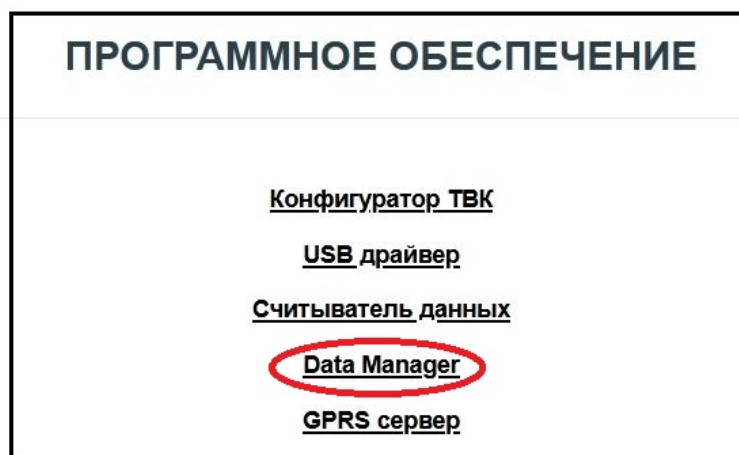 ПРОГРАММНОЕ ОБЕСПЕЧЕНИЕ
Конфигуратор ТВК
USB драйвер
Считыватель данных
Data Manager
GPRS сервер